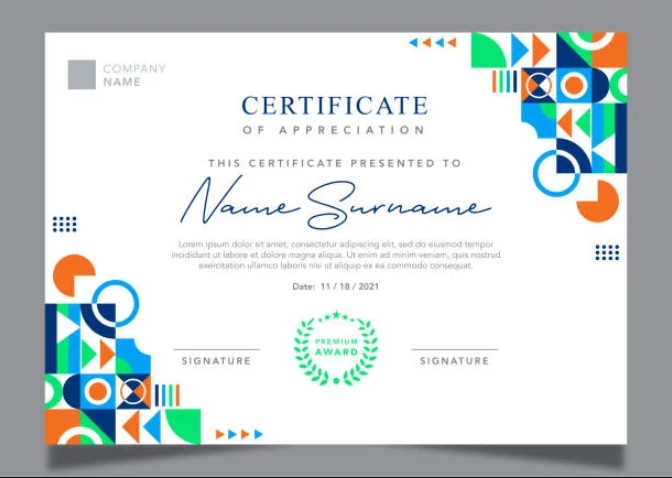 COMPANY
NAME
CERTIFICATE
OF APPRECIATION
THIS CERTIFICATE PRESENTED TO
Name Surname
Lorem ipsum dolor sit amet, consectetur adipiscing elit, sed do eiusmod tempor
incididunt ut labore et dolore magna aliqua. Ut enim ad minim veniam, quis
exercitation ullamco laboris nisi ut aliquip ex ea commodo consequat.
Date: 11 / 18 / 2021
PREMIUM
AWARD
SIGNATURE
SIGNATURE